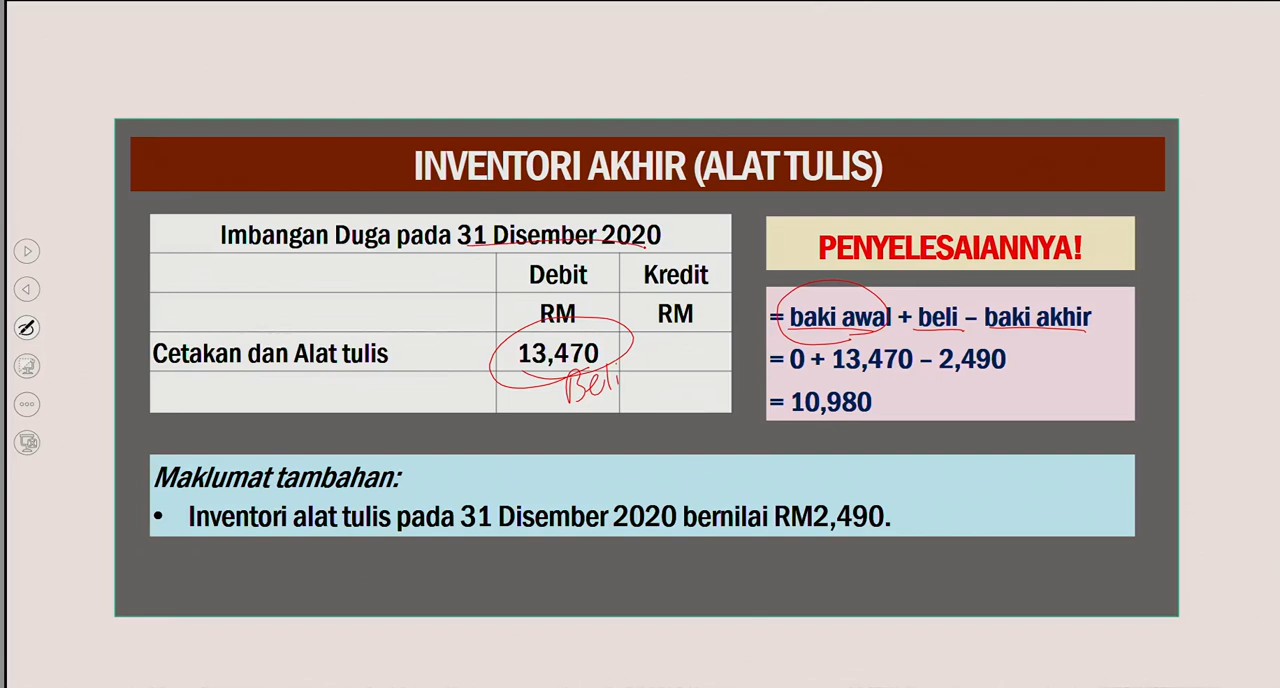 INVENTORI AKHIR (ALAT TULIS)
Imbangan Duga pada 31 Disember 2020
Debit Kredit
RM RM
Cetakan dan Alat tulis 13,470
Beli
PENYELESAIANNYA!
= baki awal + beli – baki akhir
= 0 + 13,470 – 2,490
= 10,980
Maklumat tambahan:
• Inventori alat tulis pada 31 Disember 2020 bernilai RM2,490.